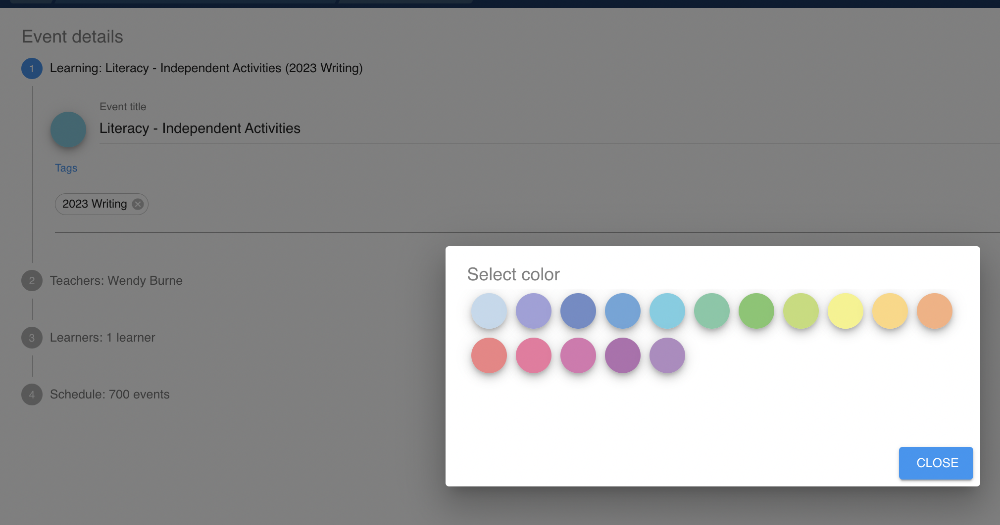 Event details
1 Learning: Literacy - Independent Activities (2023 Writing)
Event title
Literacy - Independent Activities
Tags
2023 Writing
2 Teachers: Wendy Burne
3 Learners: 1 learner
4 Schedule: 700 events
Select color
CLOSE